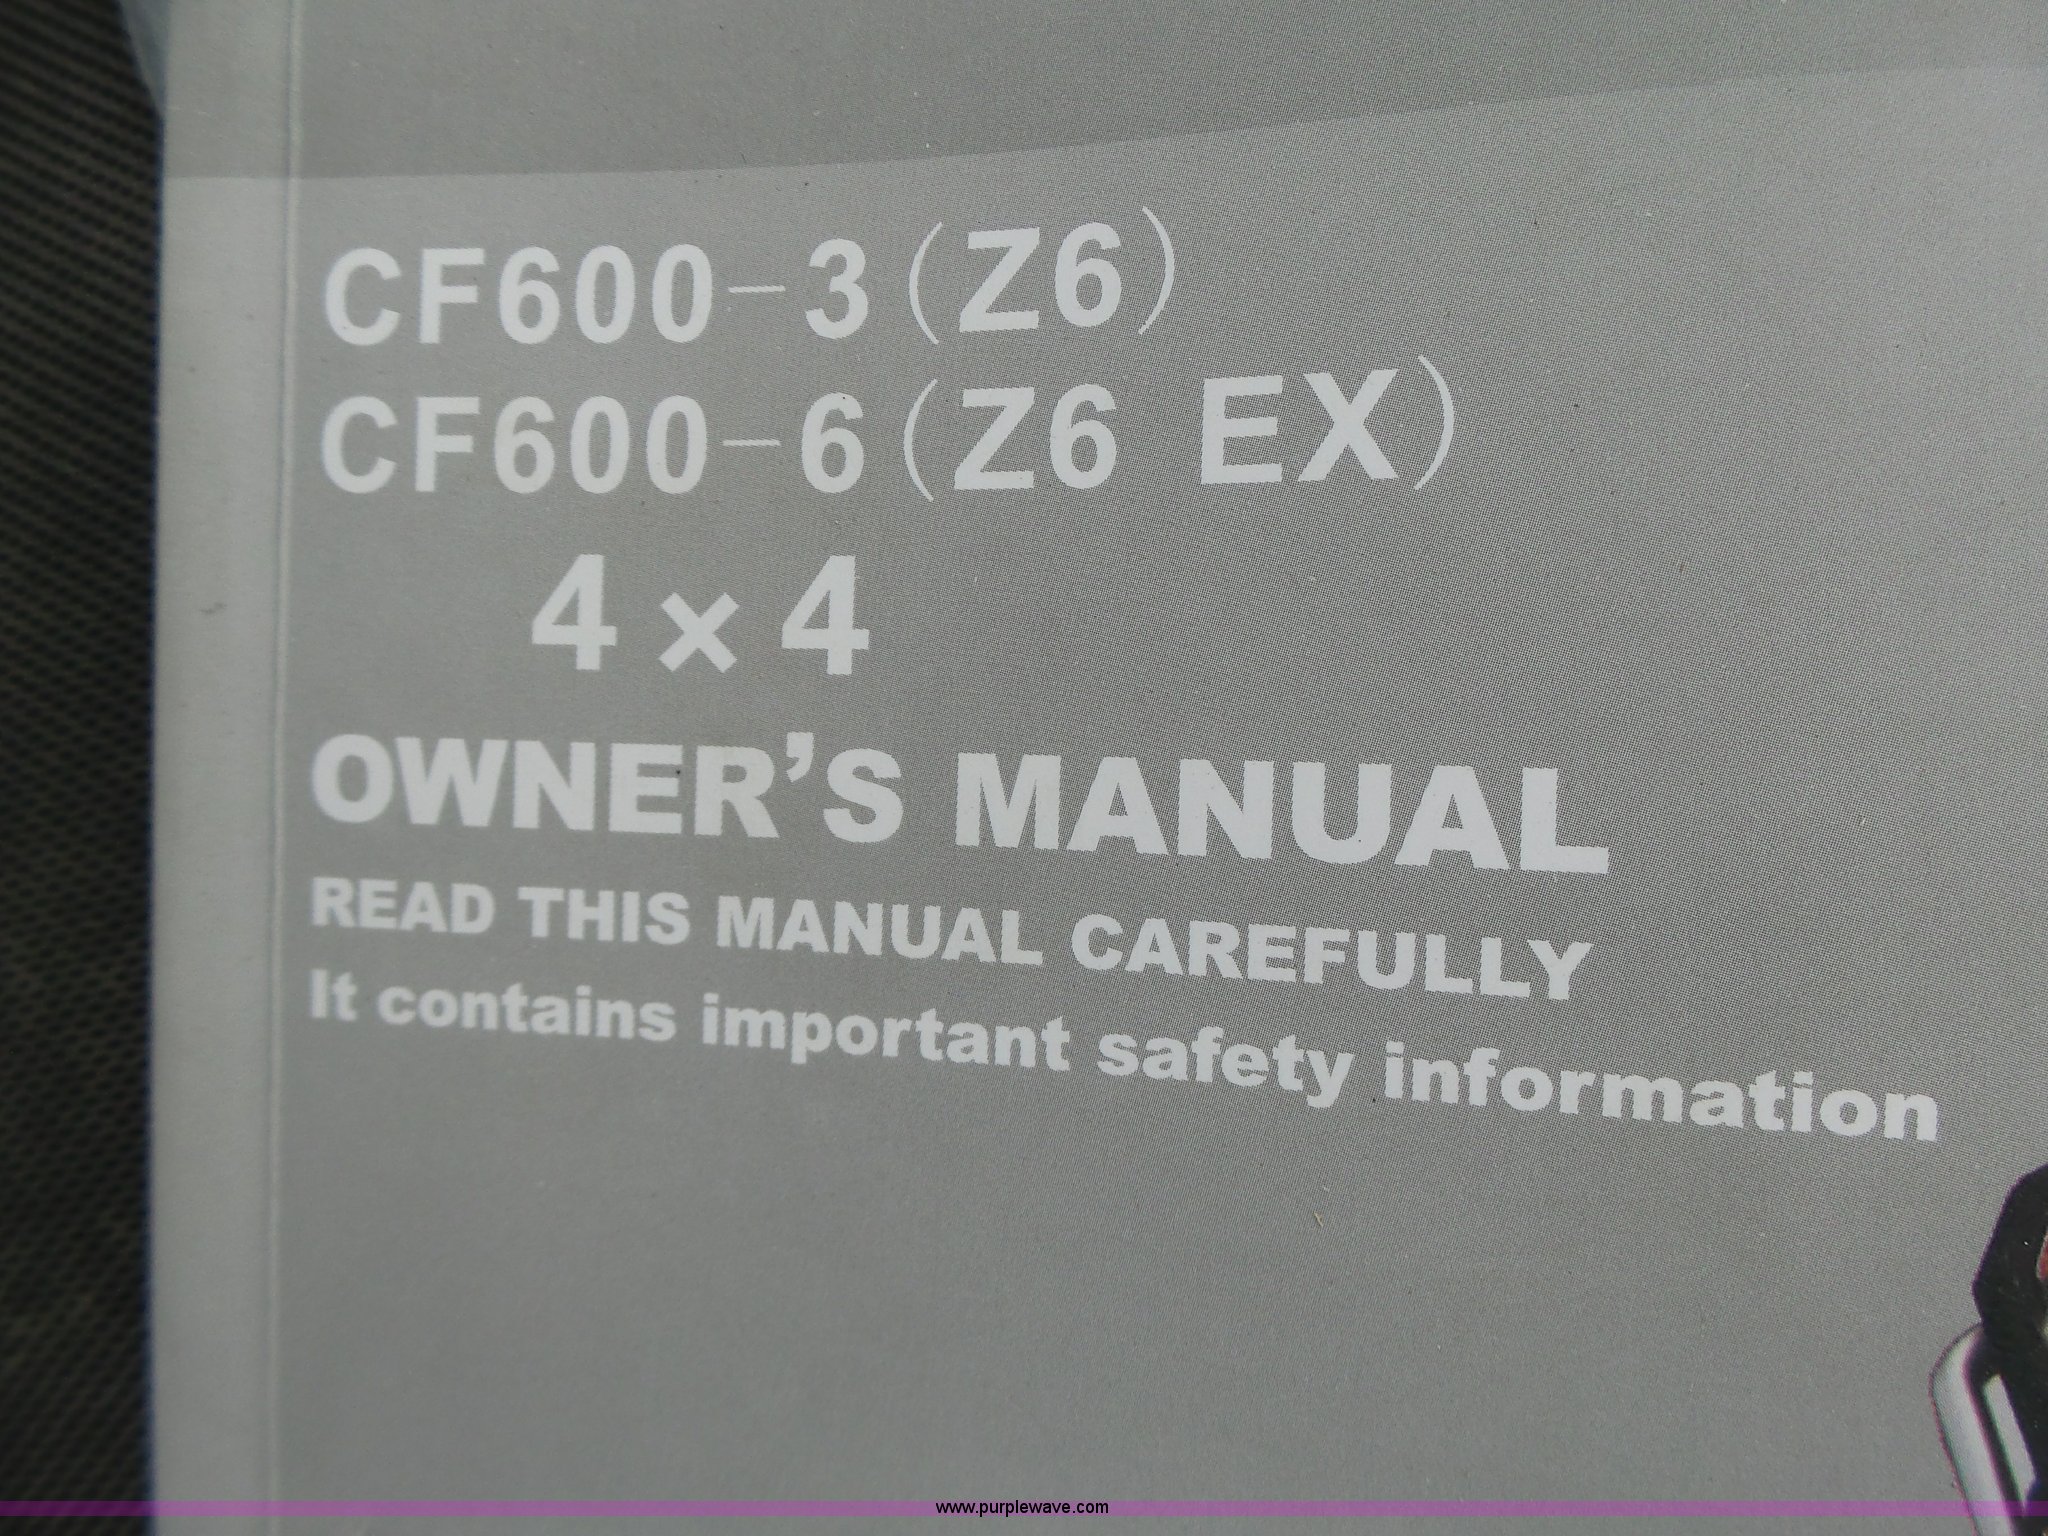 CF600-3(Z6)
CF600-6(Z6 EX)
4×4
OWNER'S MANUAL
READ THIS MANUAL CAREFULLY
It contains important safety information
www.purplewave.com